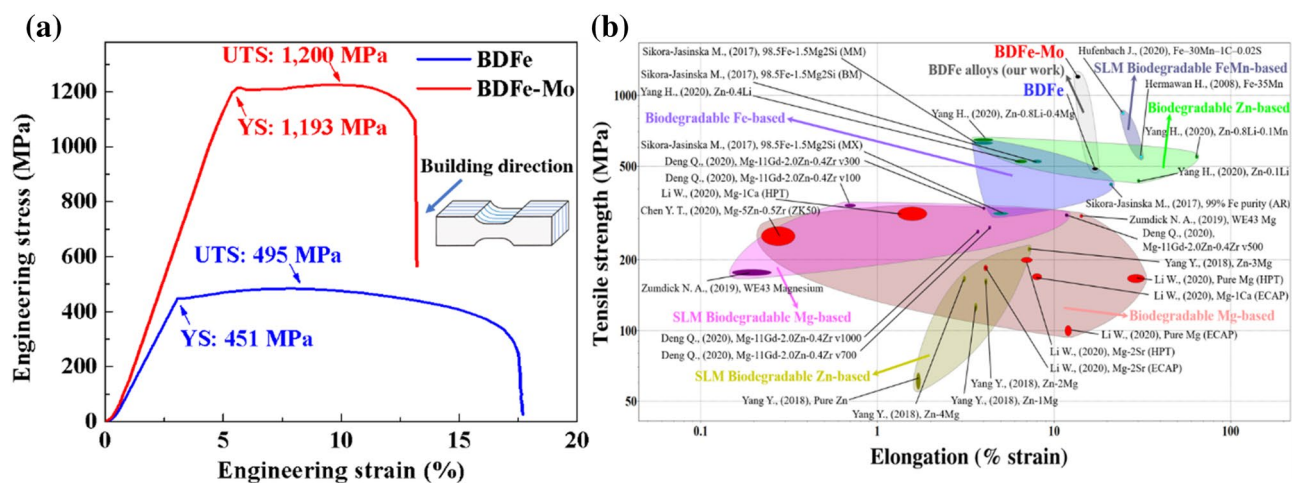 (a)
UTS: 1,200 MPa
BDFe
BDFe-Mo
YS: 1,193 MPa
Building direction
UTS: 495 MPa
YS: 451 MPa
Engineering stress (MPa)
1200
1000
800
600
400
200
0
0
5
10
15
20
Engineering strain (%)
(b)
Sikora-Jasinska M., (2017), 98.5Fe-1.5Mg2Si (MM)
BDFe-Mo
Hufenbach J., (2020), Fe–30Mn–1C–0.02S
Sikora-Jasinska M., (2017), 98.5Fe-1.5Mg2Si (BM)
BDFe alloys (our work)
SLM Biodegradable FeMn-based
Yang H., (2020), Zn-0.4Li
BDFe
Hermawan H., (2008), Fe-35Mn
Biodegradable Fe-based
Yang H., (2020), Zn-0.8Li-0.4Mg
Biodegradable Zn-based
Yang H., (2020), Zn-0.8Li-0.1Mn
Sikora-Jasinska M., (2017), 98.5Fe-1.5Mg2Si (MX)
Deng Q., (2020), Mg-11Gd-2.0Zn-0.4Zr v300
Yang H., (2020), Zn-0.1Li
Deng Q., (2020), Mg-11Gd-2.0Zn-0.4Zr v100
Li W., (2020), Mg-1Ca (HPT)
Sikora-Jasinska M., (2017), 99% Fe purity (AR)
Chen Y. T., (2020), Mg-5Zn-0.5Zr (ZK50)
Zumdick N. A., (2019), WE43 Mg
Deng Q., (2020),
Mg-11Gd-2.0Zn-0.4Zr v500
Yang Y., (2018), Zn-3Mg
Li W., (2020), Pure Mg (HPT)
Zumdick N. A., (2019), WE43 Magnesium
Li W., (2020), Mg-1Ca (ECAP)
SLM Biodegradable Mg-based
Biodegradable Mg-based
Deng Q., (2020), Mg-11Gd-2.0Zn-0.4Zr v1000
Li W., (2020), Pure Mg (ECAP)
Deng Q., (2020), Mg-11Gd-2.0Zn-0.4Zr v700
Li W., (2020), Mg-2Sr (HPT)
SLM Biodegradable Zn-based
Li W., (2020), Mg-2Sr (ECAP)
Yang Y., (2018), Zn-2Mg
Yang Y., (2018), Pure Zn
Yang Y., (2018), Zn-1Mg
Yang Y., (2018), Zn-4Mg
Tensile strength (MPa)
1000
500
200
100
50
0.1
1
10
100
Elongation (% strain)